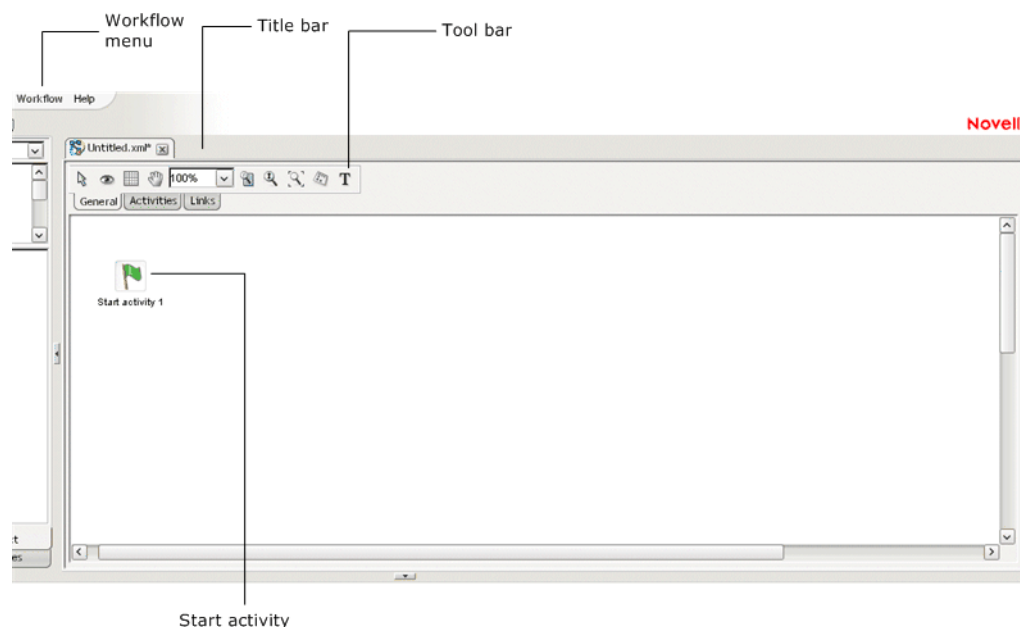 Workflow
menu
Title bar
Tool bar
Workflow Help
Novell
Untitled.xml*
100%
T
General Activities Links
Start activity 1
Start activity